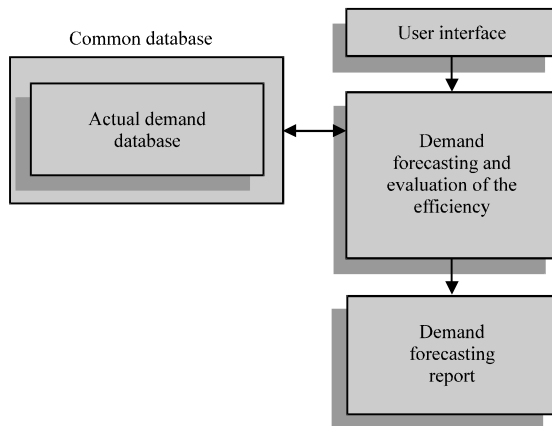 Common database
User interface
Actual demand
database
Demand
forecasting and
evaluation of the
efficiency
Demand
forecasting
report